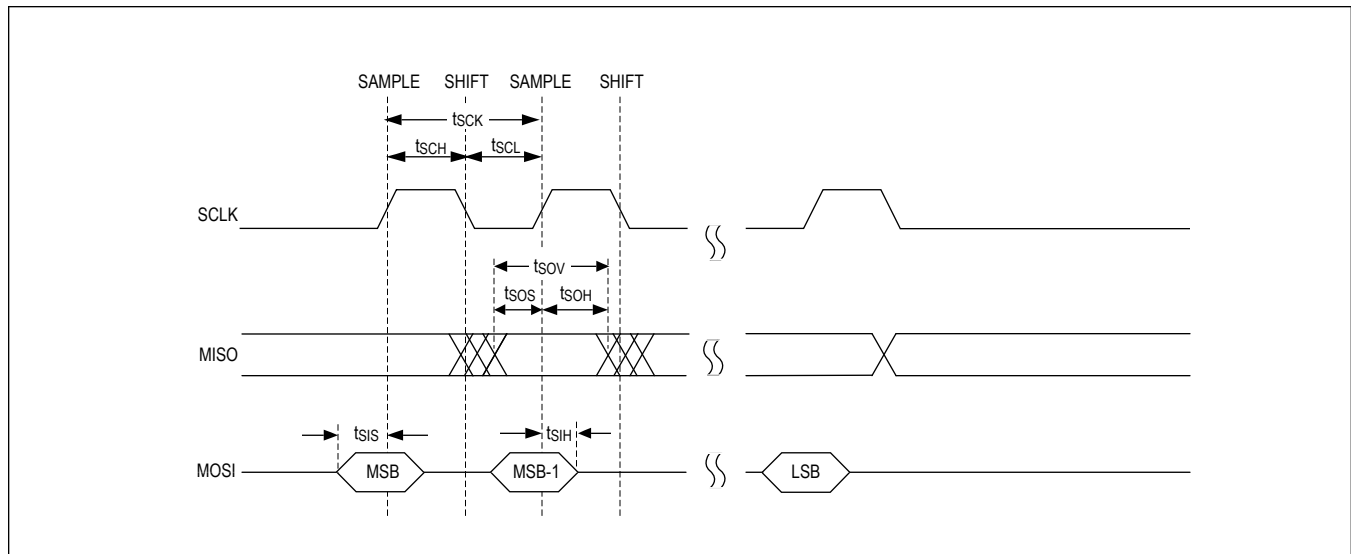 SAMPLE SHIFT SAMPLE SHIFT
tSCK
tSCH tSCL
SCLK
tSOV
tSOS tSOH
MISO
tSIS tSIH
MOSI MSB MSB-1 LSB